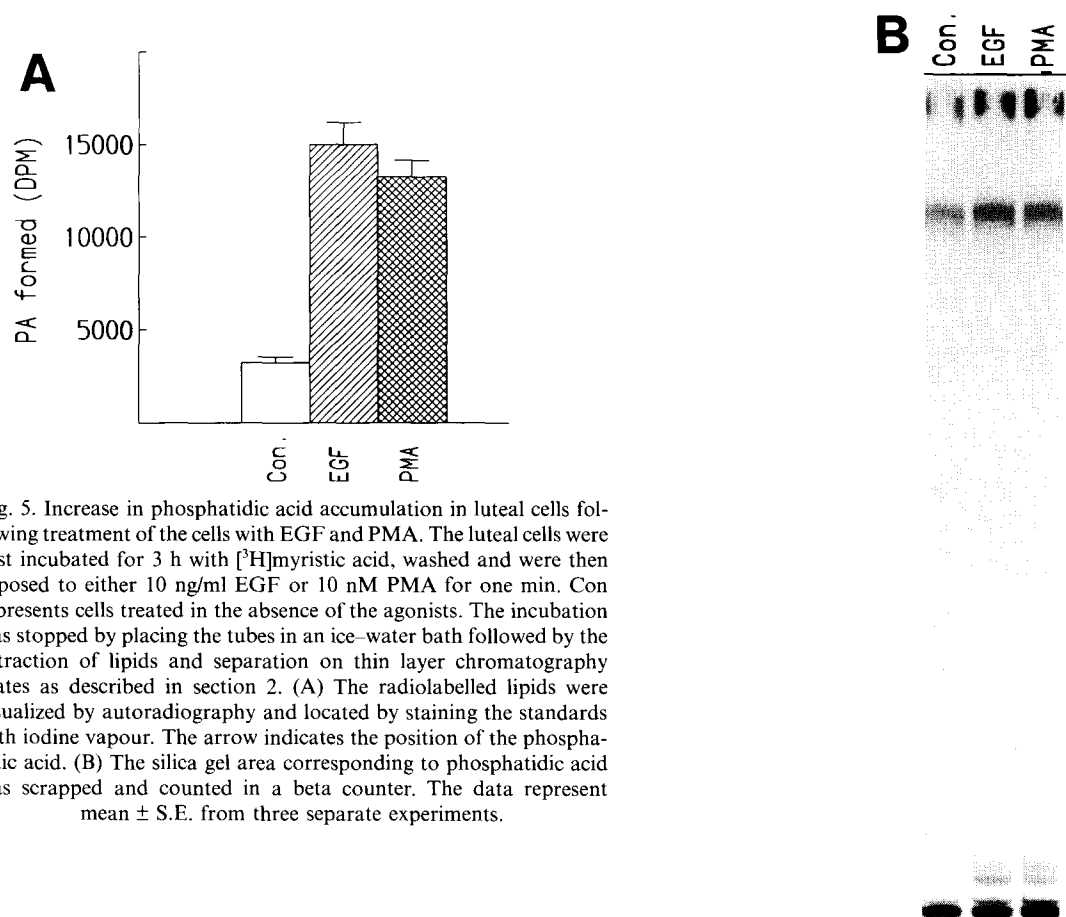 A
PA formed (DPM)
15000
10000
5000
Con.
EGF
PMA
B
Con.
EGF
PMA
g. 5. Increase in phosphatidic acid accumulation in luteal cells fol-
wing treatment of the cells with EGF and PMA. The luteal cells were
st incubated for 3 h with [³H]myristic acid, washed and were then
posed to either 10 ng/ml EGF or 10 nM PMA for one min. Con
presents cells treated in the absence of the agonists. The incubation
as stopped by placing the tubes in an ice–water bath followed by the
traction of lipids and separation on thin layer chromatography
ates as described in section 2. (A) The radiolabelled lipids were
sualized by autoradiography and located by staining the standards
th iodine vapour. The arrow indicates the position of the phospha-
dic acid. (B) The silica gel area corresponding to phosphatidic acid
as scrapped and counted in a beta counter. The data represent
mean ± S.E. from three separate experiments.